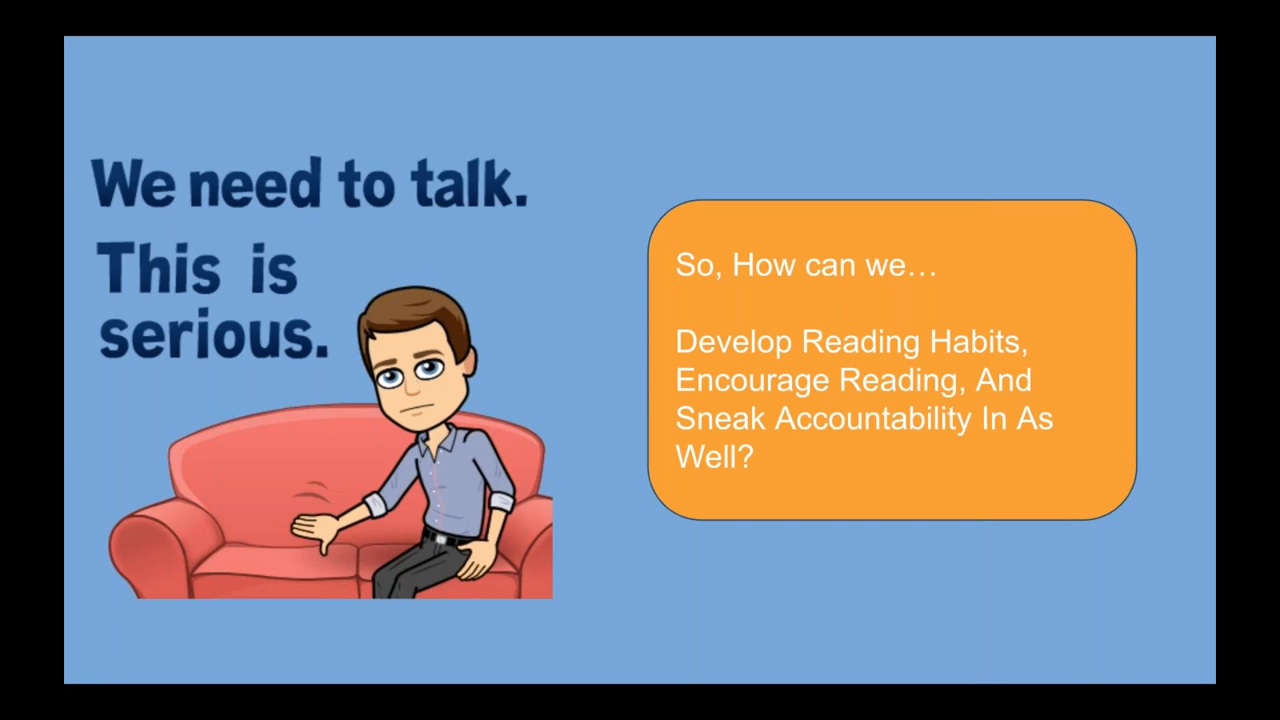 We need to talk.
This is
serious.
So, How can we…
Develop Reading Habits,
Encourage Reading, And
Sneak Accountability In As
Well?